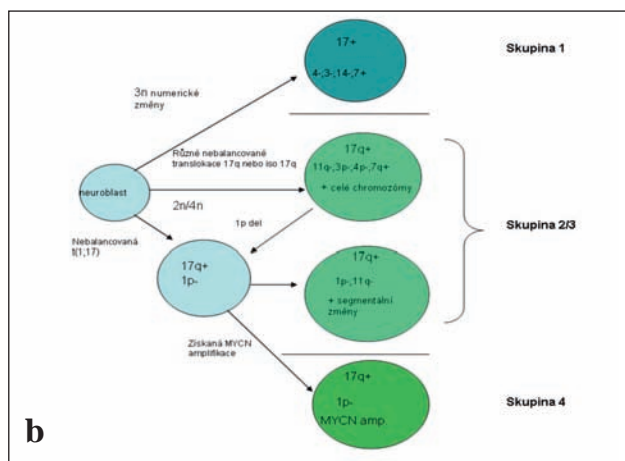 17+
4-,3-;14-,7+
Skupina 1
3n numerické
změny
Různé nebalancované
translokace 17q nebo iso 17q
17q+
11q-,3p-,4p-,7q+
+ celé chromozómy
neuroblast
2n/4n
1p del
Nebalancovaná
t(1;17)
17q+
1p-
Skupina 2/3
17q+
1p-,11q-
+ segmentální
změny
Získaná MYCN
amplifikace
17q+
1p-
MYCN amp.
Skupina 4
b